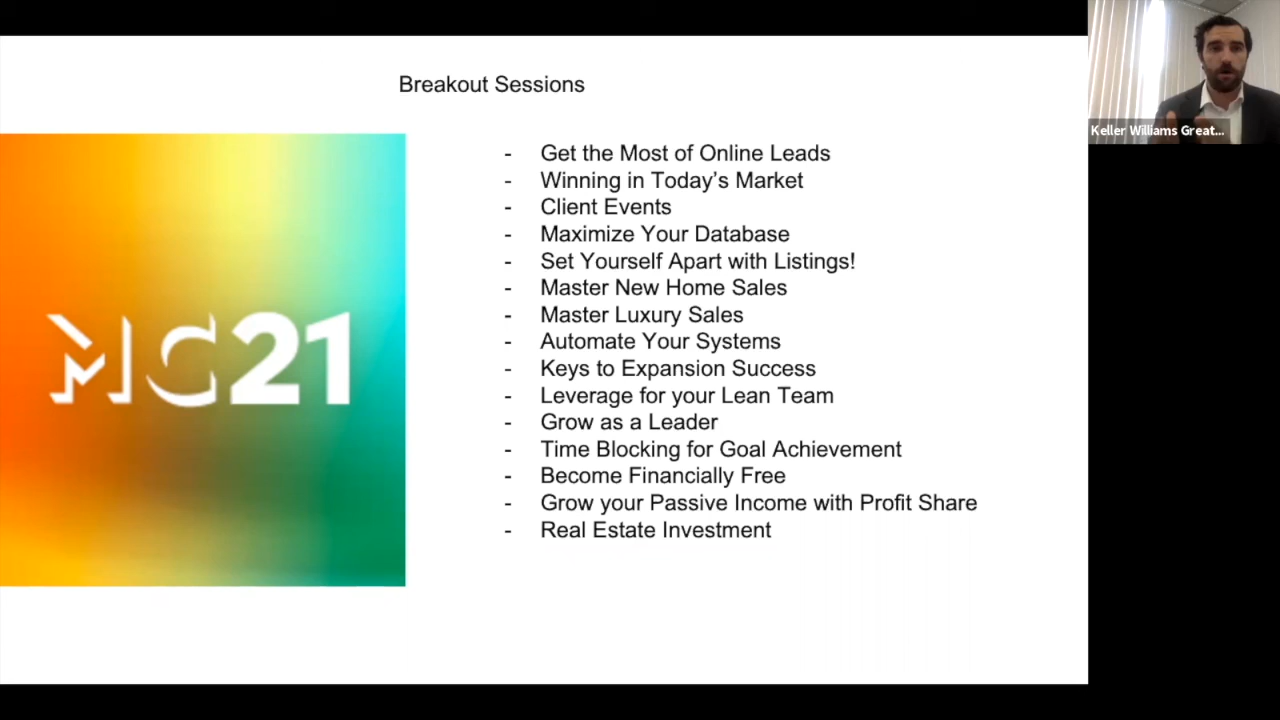 Breakout Sessions
- Get the Most of Online Leads
- Winning in Today’s Market
- Client Events
- Maximize Your Database
- Set Yourself Apart with Listings!
- Master New Home Sales
- Master Luxury Sales
- Automate Your Systems
- Keys to Expansion Success
- Leverage for your Lean Team
- Grow as a Leader
- Time Blocking for Goal Achievement
- Become Financially Free
- Grow your Passive Income with Profit Share
- Real Estate Investment
MC21
Keller Williams Great...